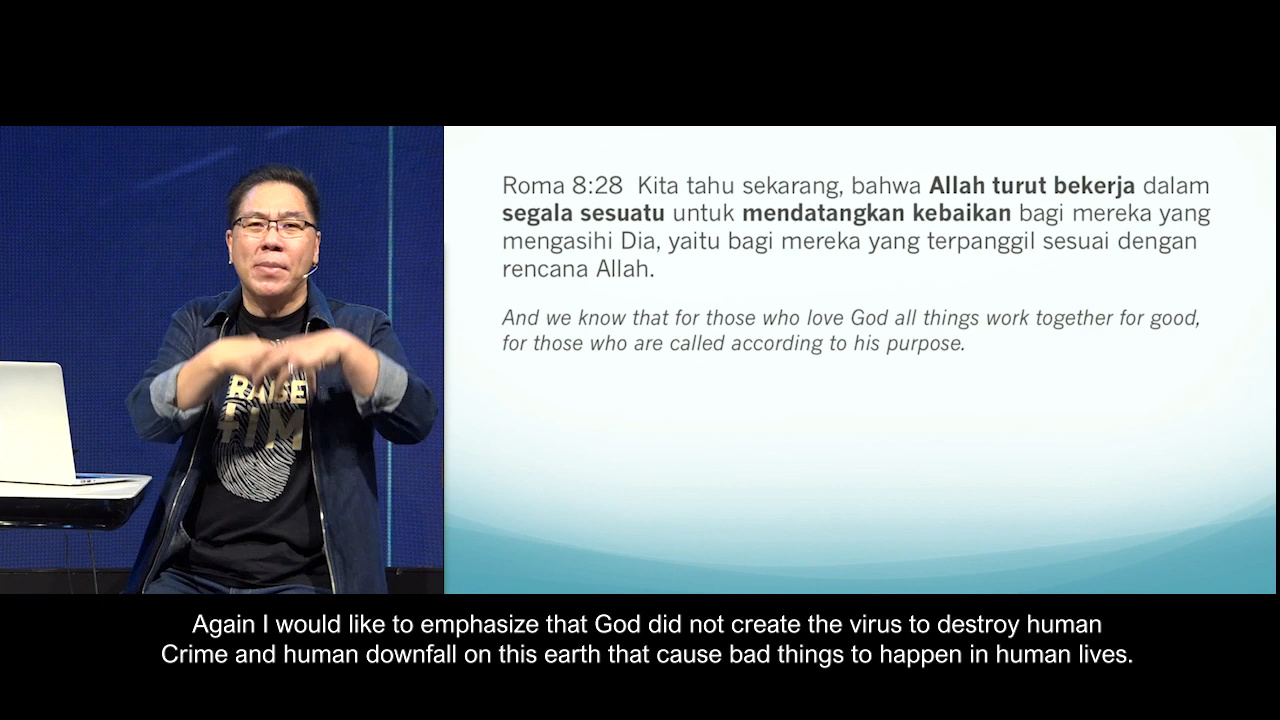 RAISE
#IM
Roma 8:28  Kita tahu sekarang, bahwa Allah turut bekerja dalam
segala sesuatu untuk mendatangkan kebaikan bagi mereka yang
mengasihi Dia, yaitu bagi mereka yang terpanggil sesuai dengan
rencana Allah.
And we know that for those who love God all things work together for good,
for those who are called according to his purpose.
Again I would like to emphasize that God did not create the virus to destroy human
Crime and human downfall on this earth that cause bad things to happen in human lives.